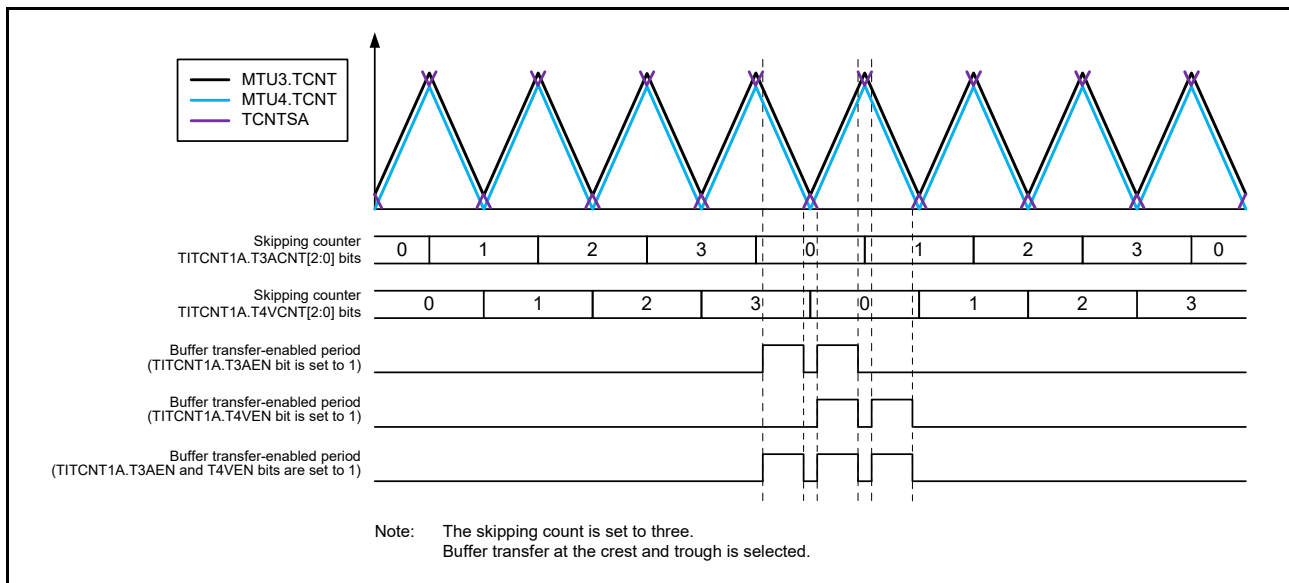 MTU3.TCNT
MTU4.TCNT
TCNTSA
Skipping counter
TITCNT1A.T3ACNT[2:0] bits
0 1 2 3 0 1 2 3 0
Skipping counter
TITCNT1A.T4VCNT[2:0] bits
0 1 2 3 0 1 2 3
Buffer transfer-enabled period
(TITCNT1A.T3AEN bit is set to 1)
Buffer transfer-enabled period
(TITCNT1A.T4VEN bit is set to 1)
Buffer transfer-enabled period
(TITCNT1A.T3AEN and T4VEN bits are set to 1)
Note: The skipping count is set to three.
Buffer transfer at the crest and trough is selected.